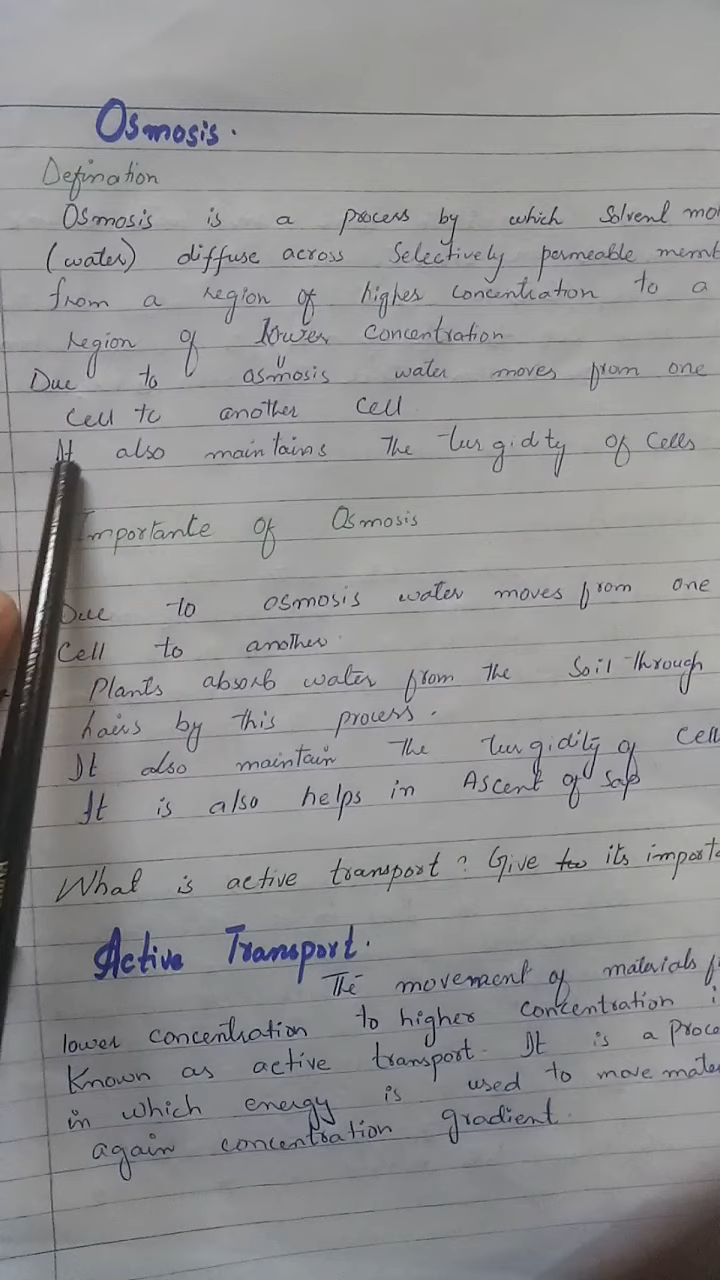 Osmosis.
Defination
Osmosis is a process by which Solvent mo
(water) diffuse across Selectively permeable memb
from a region of higher concentration to a
region of lower concentration
Due to osmosis water moves from one
Cell to another Cell
It also maintains The turgidity of Cells
Importante of Osmosis
Due to osmosis water moves from one
Cell to another.
Plants absorb water from the Soil Through
hairs by this process.
It also maintain the turgidity of Cell
It is also helps in Ascent of Sap
What is active transport? Give its import
Active Transport.
The movement of materials f
lower concentration to higher concentration i
Known as active transport. It is a Proce
in which energy is used to move mate
again concentration gradient.